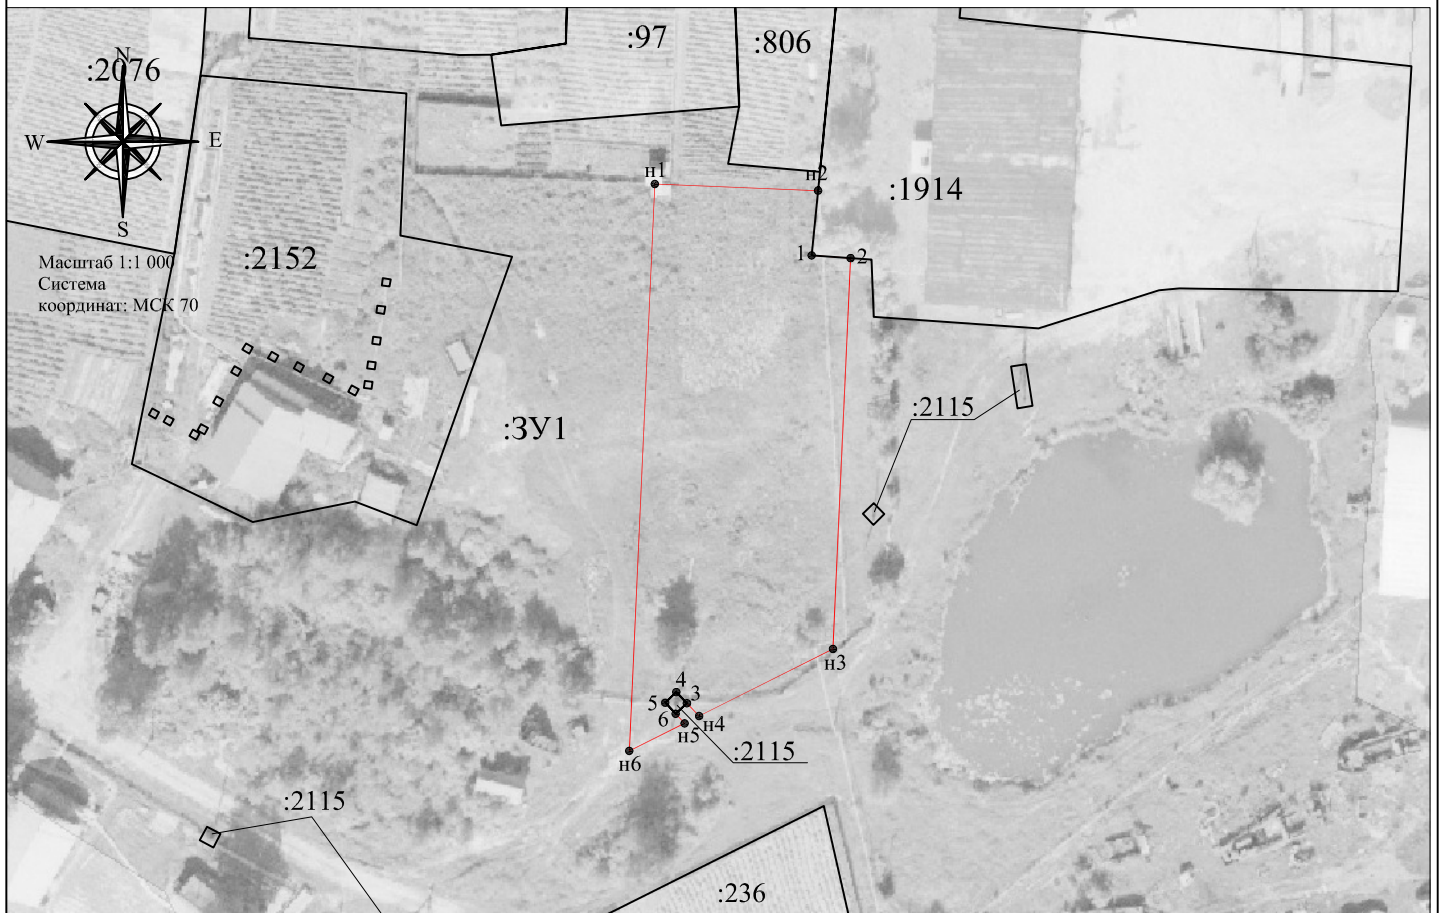 :97
:806
N
:2076
W
E
S
н1
н2
:1914
1
2
:2152
Масштаб 1:1 000
Система
координат: МСК 70
:2115
:ЗУ1
н3
4
5
3
6
н4
н5
н6
:2115
:2115
:236